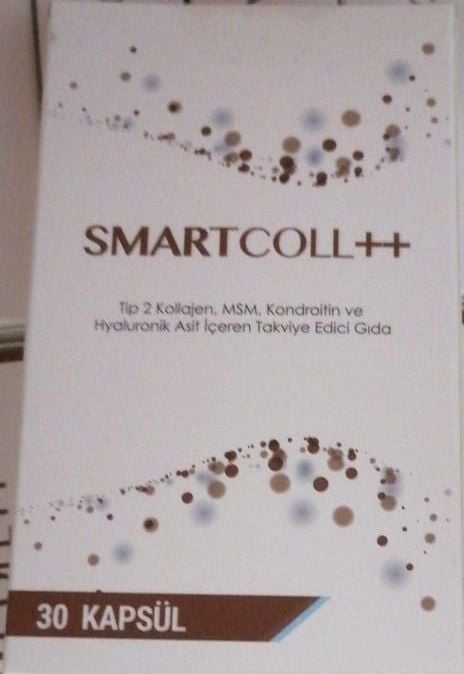 SMARTCOLL++
Tip 2 Kollajen, MSM, Kondroitin ve
Hyaluronik Asit İçeren Takviye Edici Gıda
30 KAPSÜL